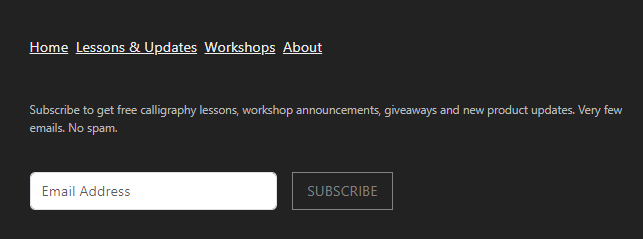 Home Lessons & Updates Workshops About
Subscribe to get free calligraphy lessons, workshop announcements, giveaways and new product updates. Very few
emails. No spam.
Email Address SUBSCRIBE